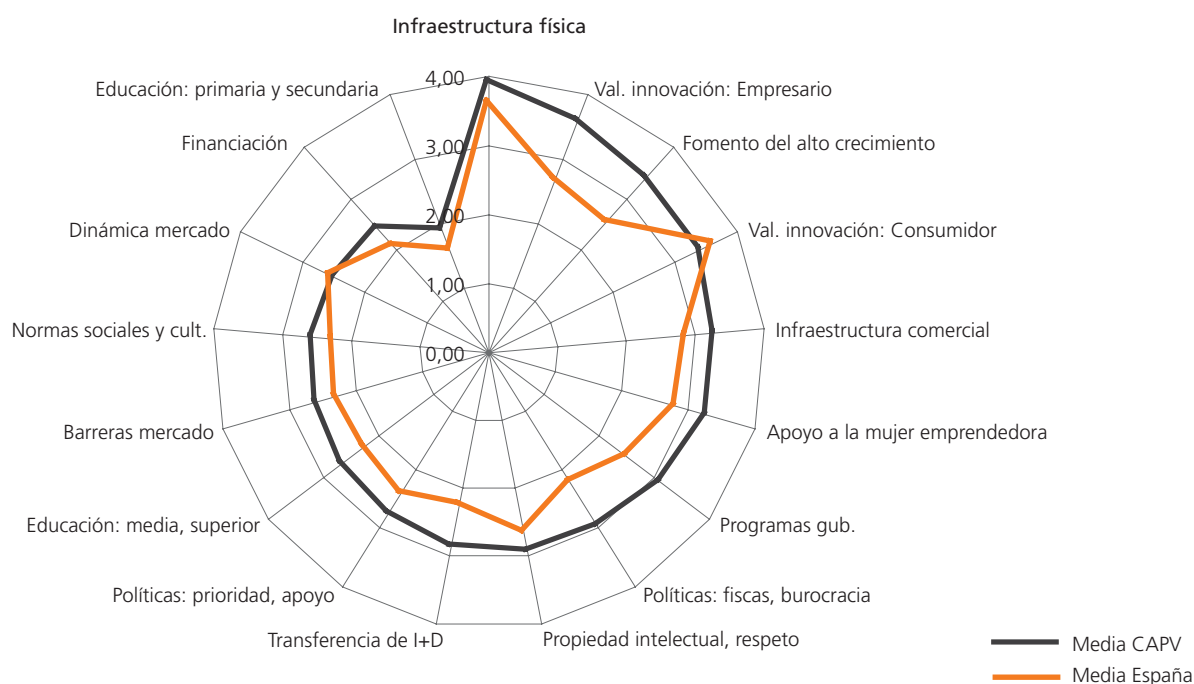 Infraestructura física
Educación: primaria y secundaria
4,00
Val. innovación: Empresario
Financiación
3,00
Fomento del alto crecimiento
Dinámica mercado
2,00
Val. innovación: Consumidor
1,00
Normas sociales y cult.
0,00
Infraestructura comercial
Barreras mercado
Apoyo a la mujer emprendedora
Educación: media, superior
Programas gub.
Políticas: prioridad, apoyo
Políticas: fiscas, burocracia
Transferencia de I+D
Propiedad intelectual, respeto
Media CAPV
Media España